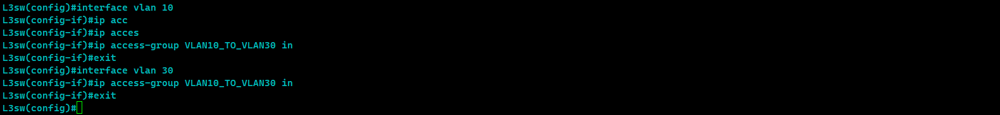 L3sw(config)#interface vlan 10
L3sw(config-if)#ip acc
L3sw(config-if)#ip acces
L3sw(config-if)#ip access-group VLAN10_TO_VLAN30 in
L3sw(config-if)#exit
L3sw(config)#interface vlan 30
L3sw(config-if)#ip access-group VLAN10_TO_VLAN30 in
L3sw(config-if)#exit
L3sw(config)#